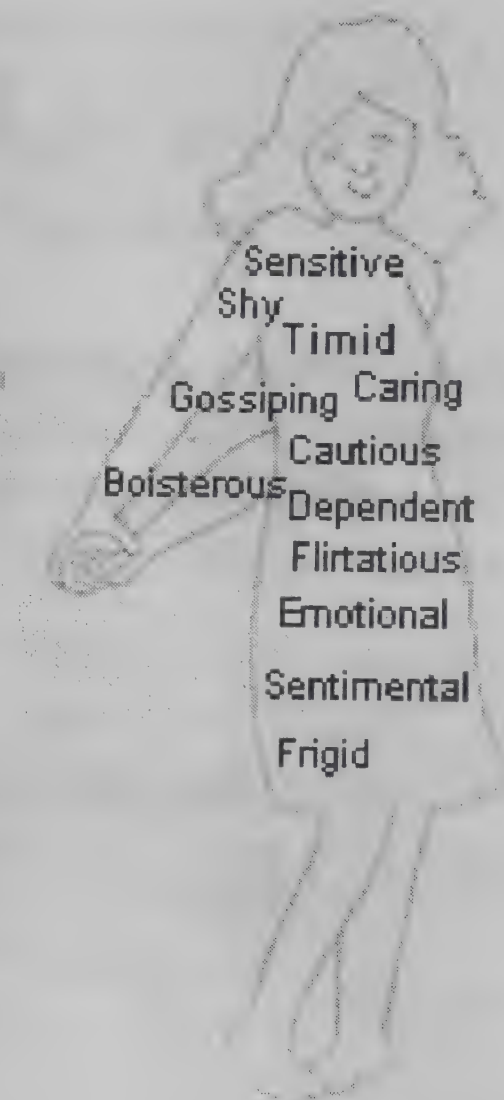 Sensitive
Shy
Timid
Caring
Gossiping
Cautious
Boisterous
Dependent
Flirtatious
Emotional
Sentimental
Frigid